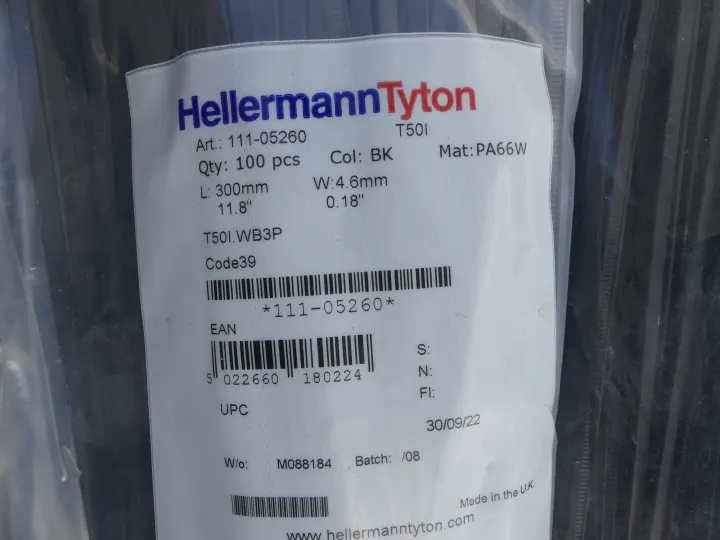 HellermannTyton
Art.: 111-05260 T50I
Qty: 100 pcs Col: BK Mat:PA66W
L: 300mm W:4.6mm
11.8" 0.18"
T50I.WB3P
Code39
*111-05260*
EAN
5 022660 180224
S:
N:
FI:
UPC
30/09/22
W/o: M088184 Batch: /08
Made in the U.K.
www.hellermanntyton.com